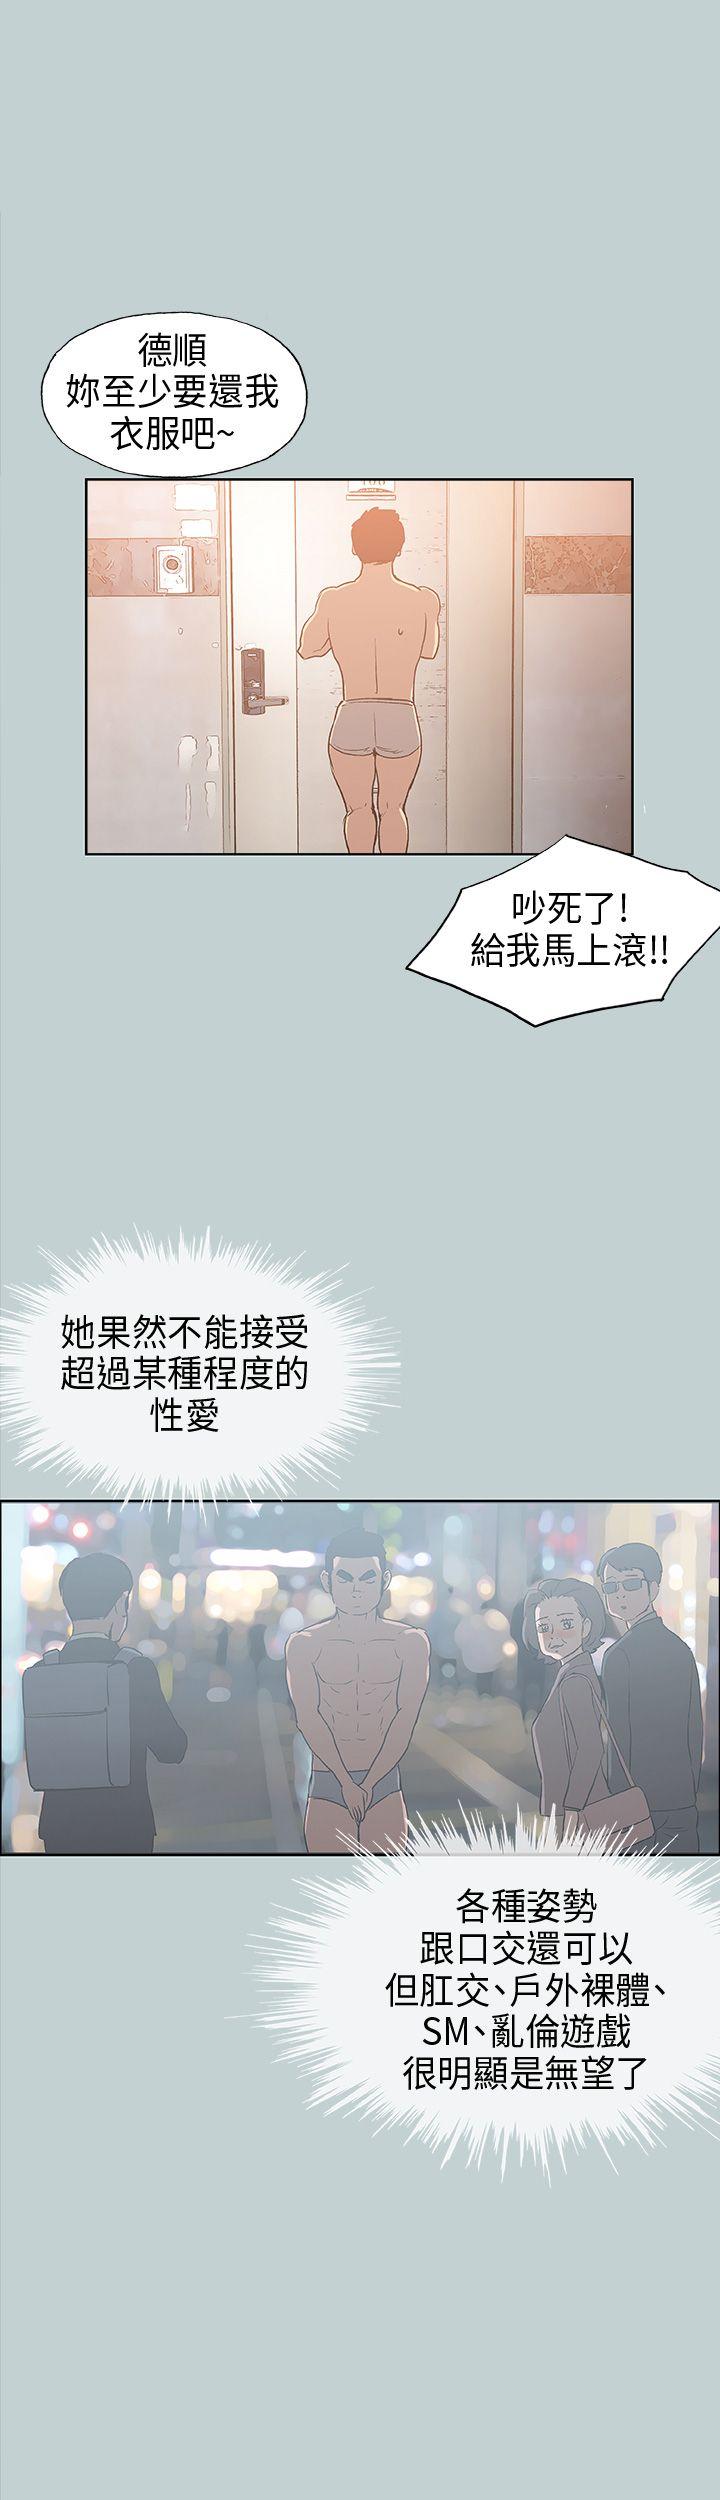 德順
妳至少要還我
衣服吧~
吵死了!
給我馬上滾!!
她果然不能接受
超過某種程度的
性愛
各種姿勢
跟口交還可以
但肛交、戶外裸體、
SM、亂倫遊戲
很明顯是無望了